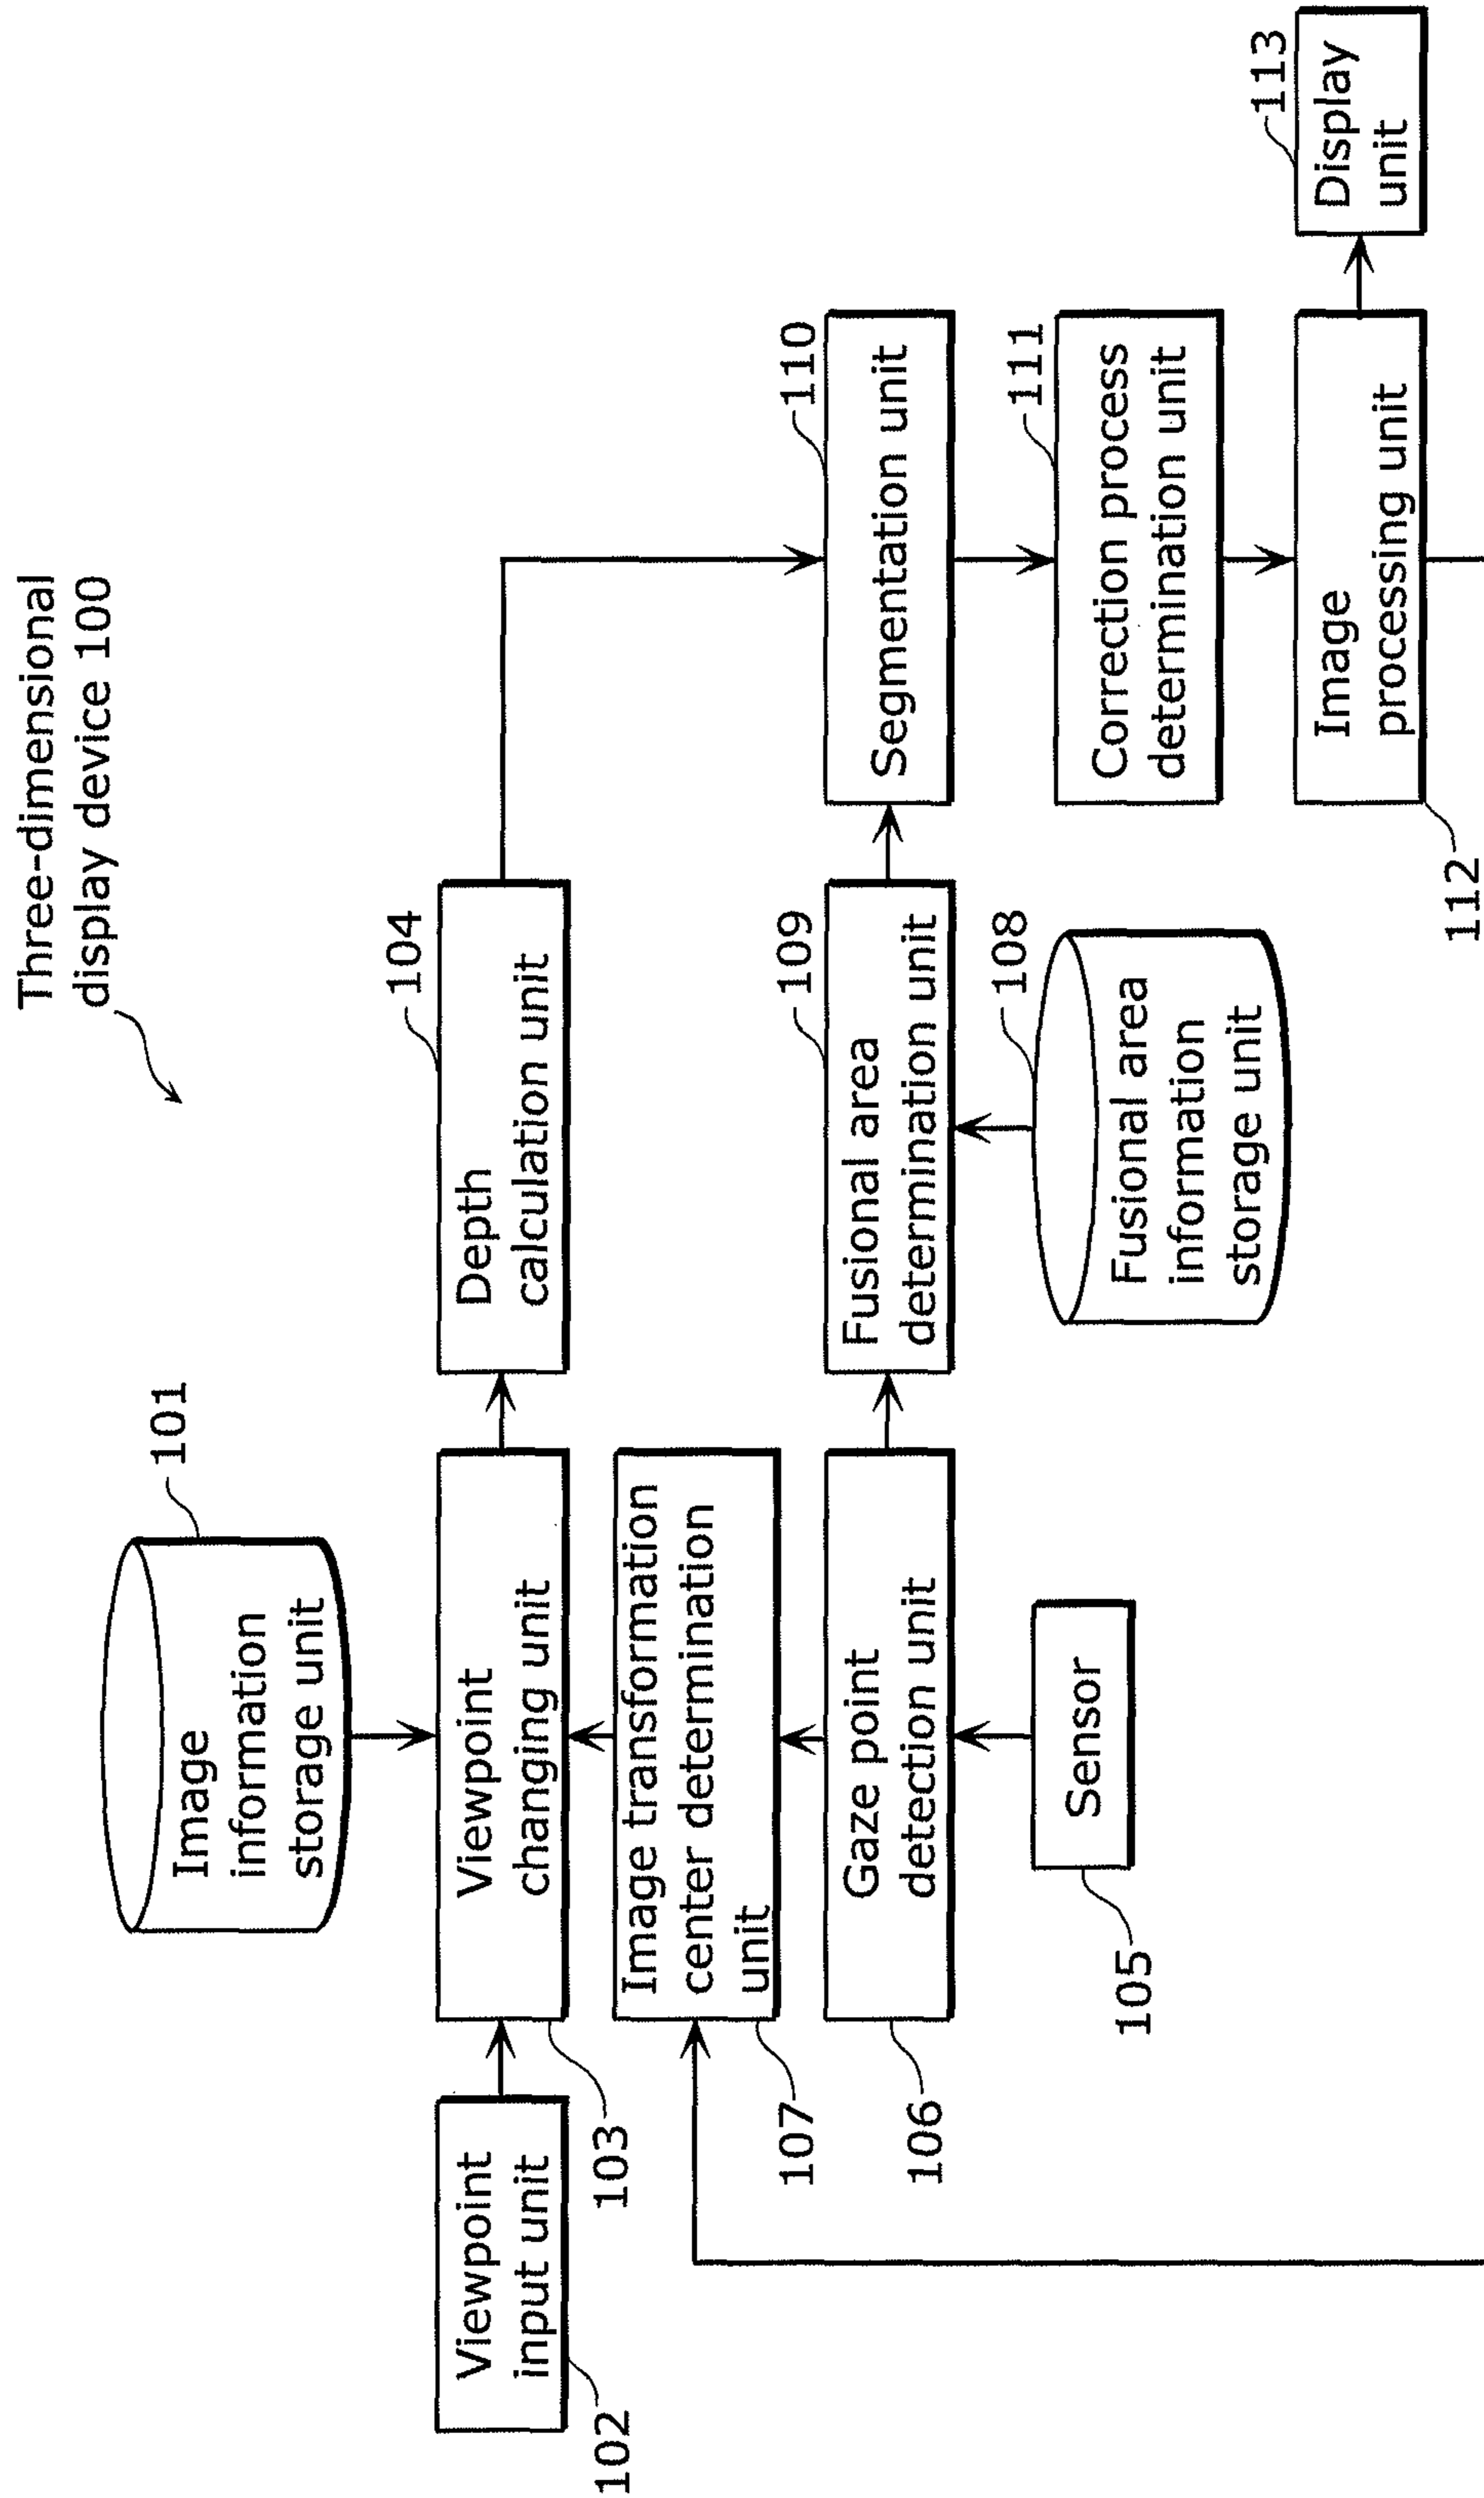 Three-dimensional
display device 100
101
Image
information
storage unit
Viewpoint
input unit
102
Viewpoint
changing unit
103
Depth
calculation unit
104
Image transformation
center determination
unit
107
Gaze point
detection unit
106
Sensor
105
Fusional area
determination unit
109
108
Fusional area
information
storage unit
110
Segmentation unit
111
Correction process
determination unit
Image
processing unit
112
113
Display
unit